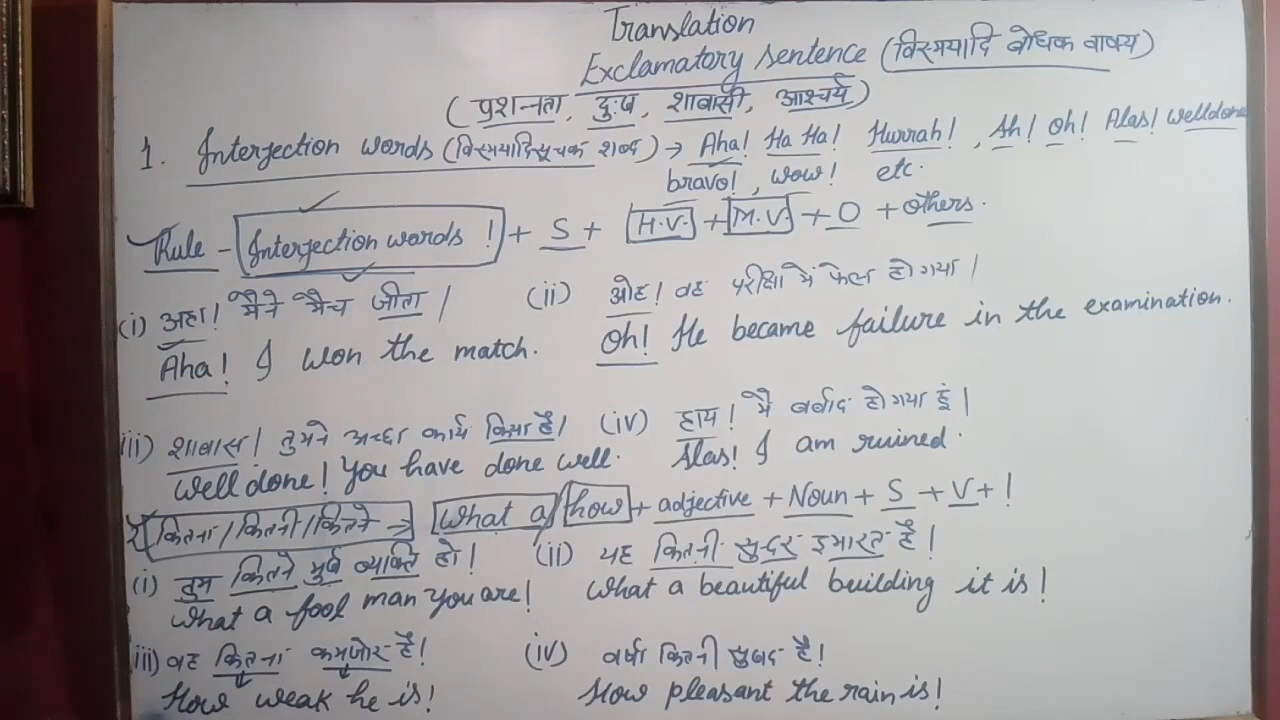 Translation
Exclamatory sentence (विस्मयादि बोधक वाक्य)
(प्रशन्नता, दुःख, शाबासी, आश्चर्य)
1. Interjection words (विस्मयादिसूचक शब्द) → Aha! Ha Ha! Hurrah!, Ah! Oh! Alas! welldone
bravo!, wow! etc.
Rule - Interjection words ! + S + H.V. + M.V. + O + others.
(i) अहा! मैने मैच जीता | (ii) ओह! वह परीक्षा में फेल हो गया |
Aha! I won the match. Oh! He became failure in the examination.
iii) शाबास! तुमने अच्छा कार्य किया है| (iv) हाय! मै बर्बाद हो गया हूं |
Well done! You have done well. Alas! I am ruined.
2) कितना/कितनी/कितने → What a/how + adjective + Noun + S + V + !
(i) तुम कितने मुर्ख व्यक्ति हो! (ii) यह कितनी सुन्दर इमारत है!
What a fool man you are! What a beautiful building it is!
iii) वह कितना कमजोर है! (iv) वर्षा कितनी सुखद है!
How weak he is! How pleasant the rain is!